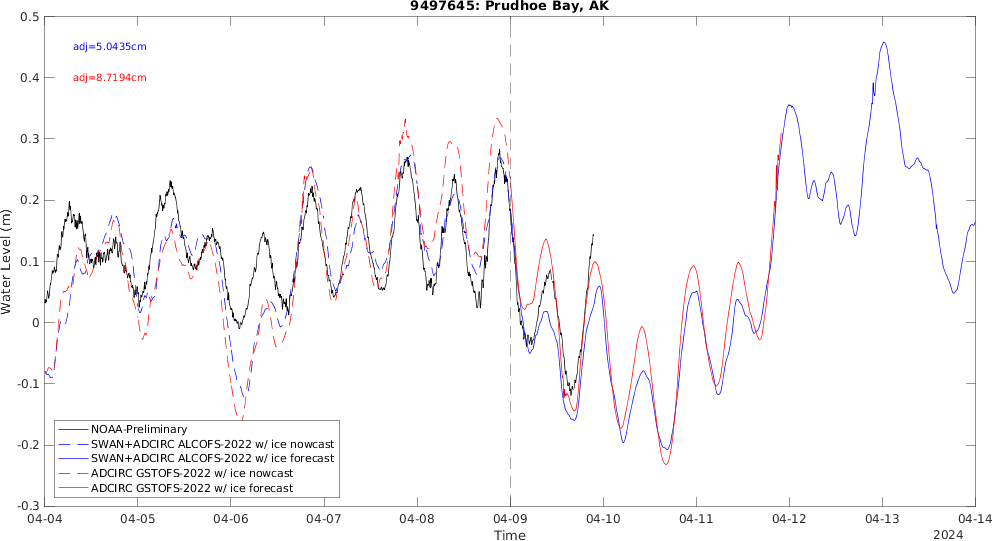 9497645: Prudhoe Bay, AK
0.5
0.4
0.3
0.2
0.1
0
-0.1
-0.2
-0.3
Water Level (m)
adj=5.0435cm
adj=8.7194cm
NOAA-Preliminary
SWAN+ADCIRC ALCOFS-2022 w/ ice nowcast
SWAN+ADCIRC ALCOFS-2022 w/ ice forecast
ADCIRC GSTOFS-2022 w/ ice nowcast
ADCIRC GSTOFS-2022 w/ ice forecast
04-04 04-05 04-06 04-07 04-08 04-09 04-10 04-11 04-12 04-13 04-14
Time
2024